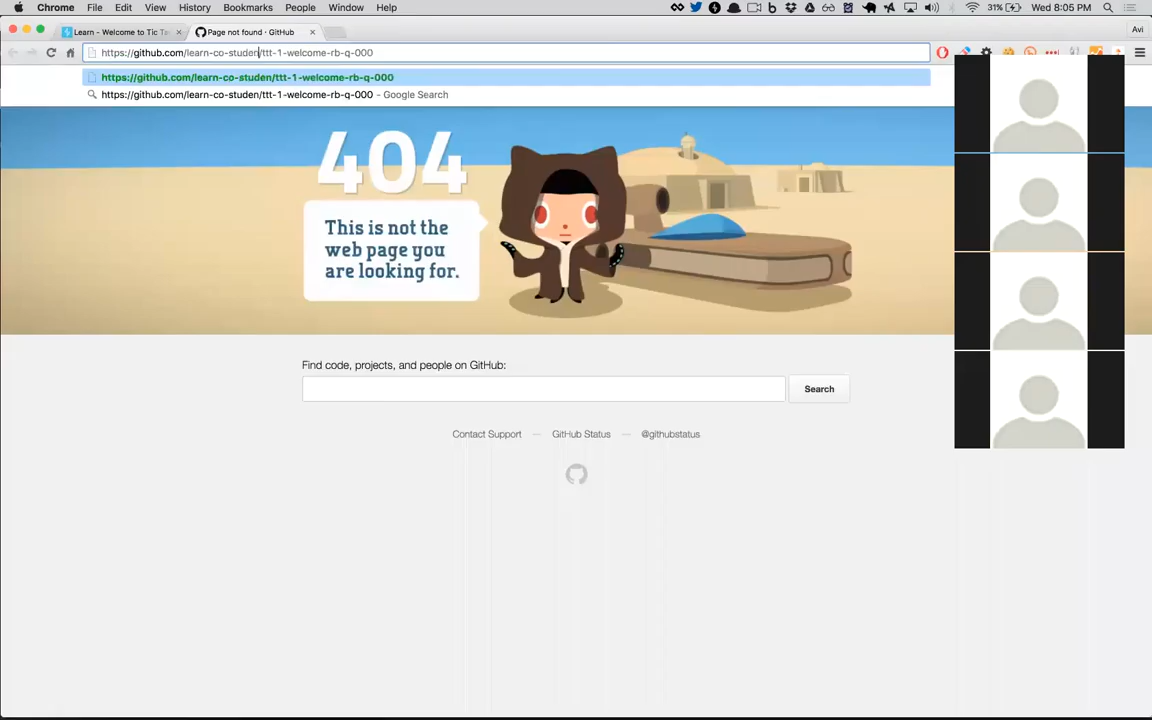 Chrome File Edit View History Bookmarks People Window Help 31% Wed 8:05 PM
Learn - Welcome to Tic Ta
Page not found · GitHub
Avi
https://github.com/learn-co-studen/ttt-1-welcome-rb-q-000
https://github.com/learn-co-studen/ttt-1-welcome-rb-q-000
https://github.com/learn-co-studen/ttt-1-welcome-rb-q-000 - Google Search
404
This is not the
web page you
are looking for.
Find code, projects, and people on GitHub:
Search
Contact Support — GitHub Status — @githubstatus